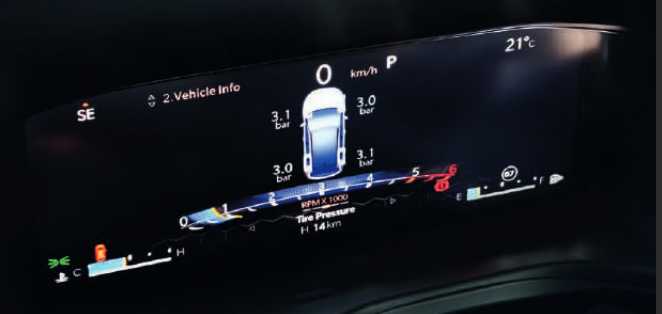 21°C
0 km/h P
2.Vehicle Info
SE
3.1 bar
3.0 bar
3.0 bar
3.1 bar
0 1 2 3 4 5 6
RPM X 1000
Tire Pressure
H 14km
C H
E F